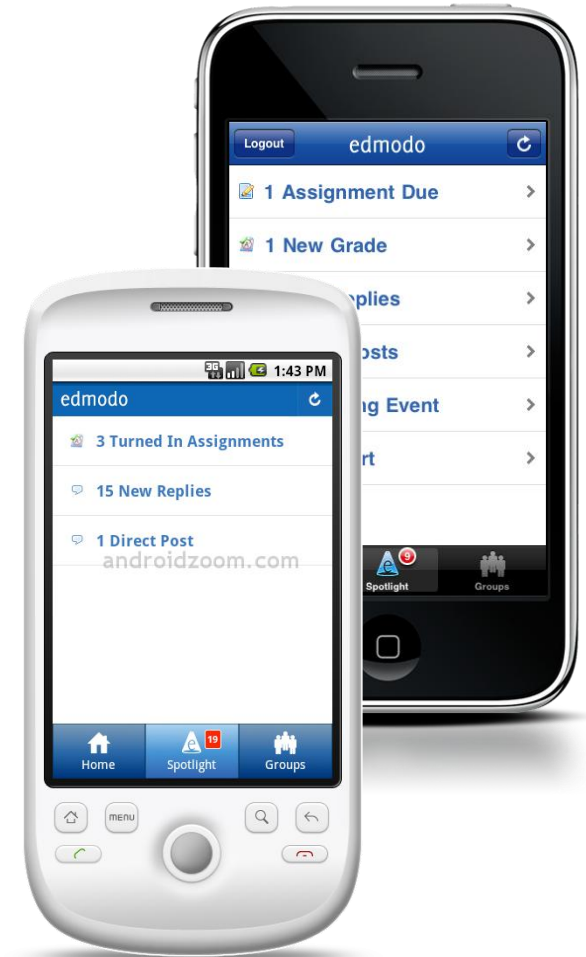 Logout
edmodo
1 Assignment Due
1 New Grade
plies
osts
ng Event
rt
9
Spotlight
Groups
3G
1:43 PM
edmodo
3 Turned In Assignments
15 New Replies
1 Direct Post
androidzoom.com
19
Home
Spotlight
Groups
MENU